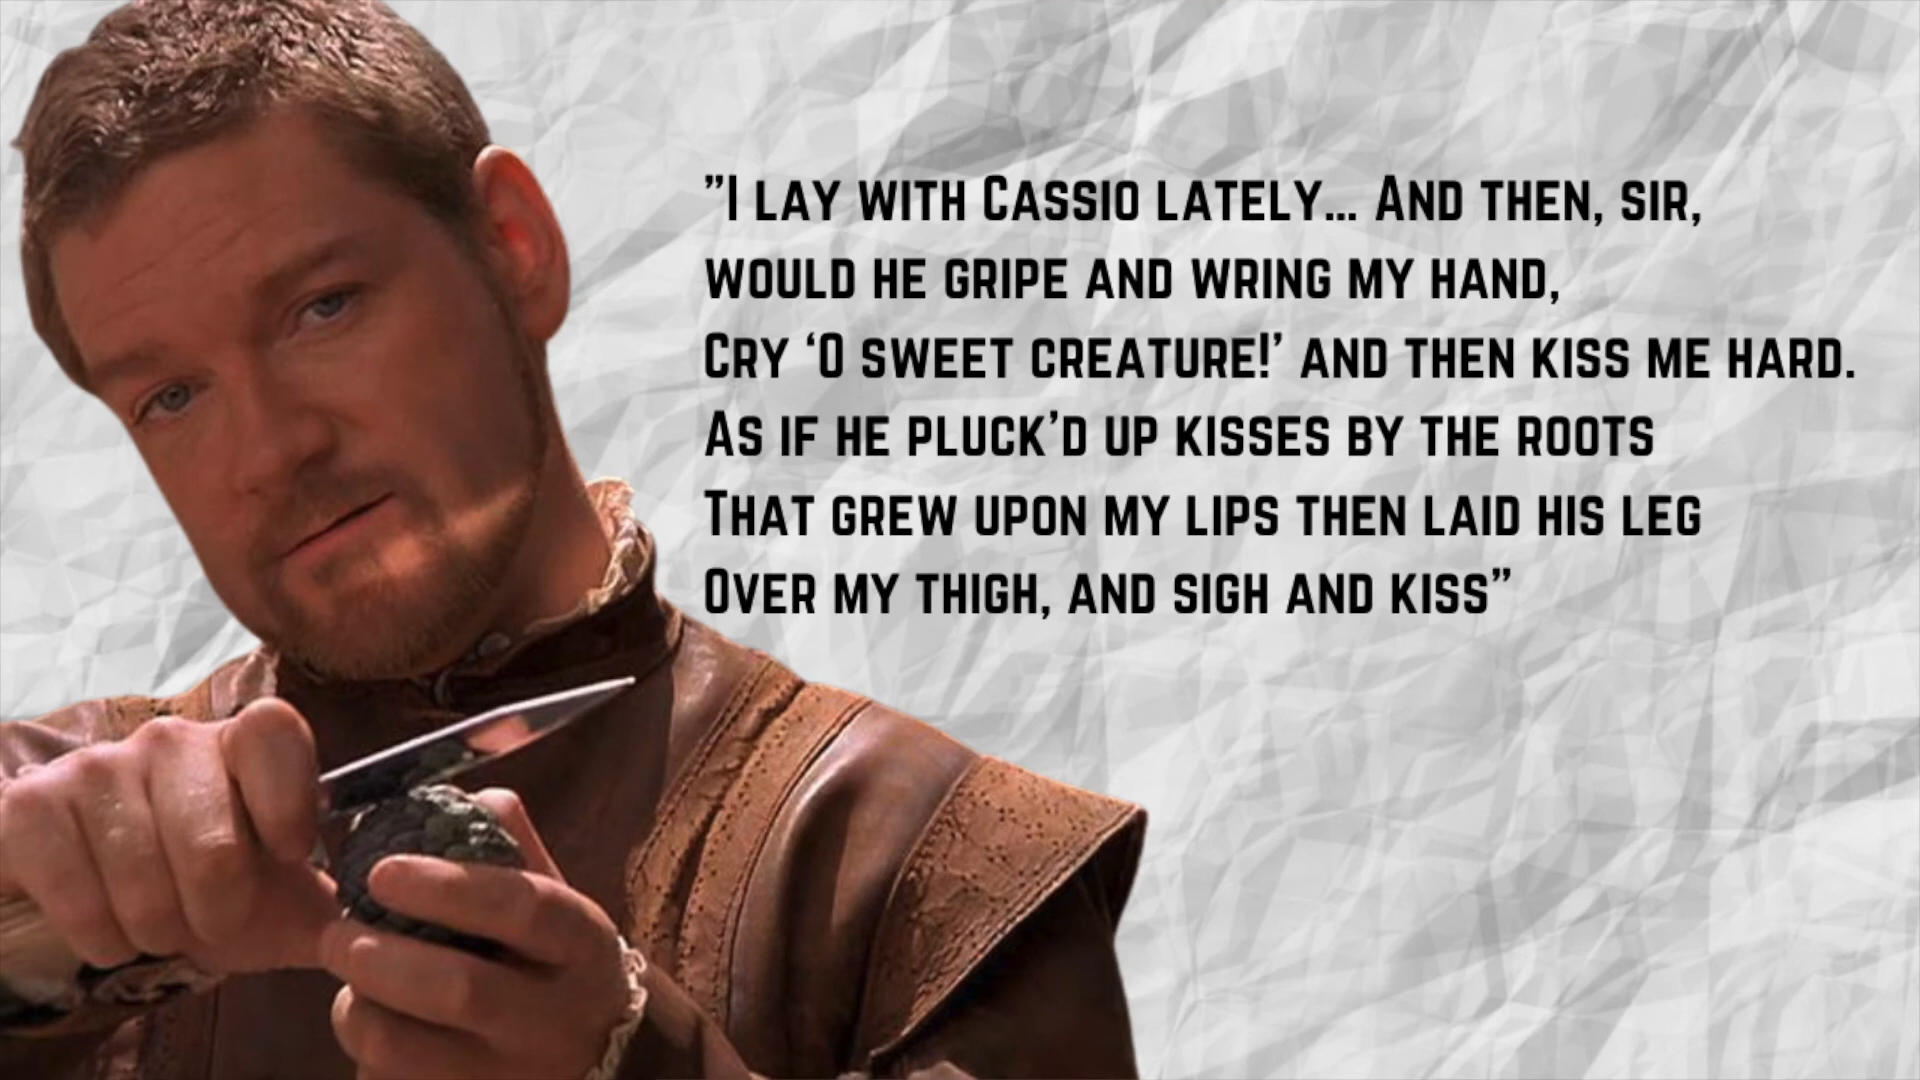 "I lay with Cassio lately... And then, sir,
would he gripe and wring my hand,
Cry ‘O sweet creature!’ and then kiss me hard.
As if he pluck’d up kisses by the roots
That grew upon my lips then laid his leg
Over my thigh, and sigh and kiss”